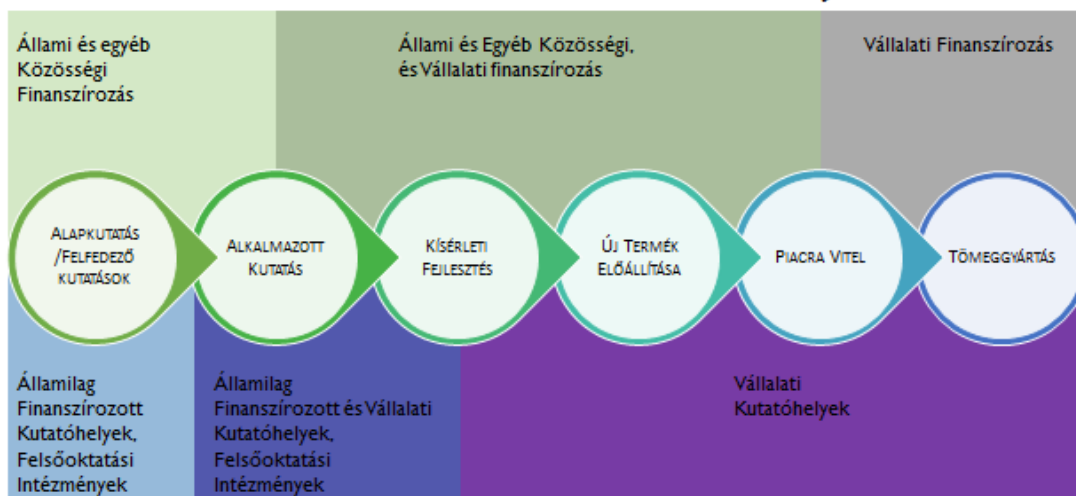 Állami és egyéb
Közösségi
Finanszírozás
Állami és Egyéb Közösségi,
és Vállalati finanszírozás
Vállalati Finanszírozás
Alapkutatás
/Felfedező
kutatások
Alkalmazott
Kutatás
Kísérleti
Fejlesztés
Új Termék
Előállítása
Piacra Vitel
Tömeggyártás
Államilag
Finanszírozott
Kutatóhelyek,
Felsőoktatási
Intézmények
Államilag
Finanszírozott és Vállalati
Kutatóhelyek,
Felsőoktatási
Intézmények
Vállalati
Kutatóhelyek